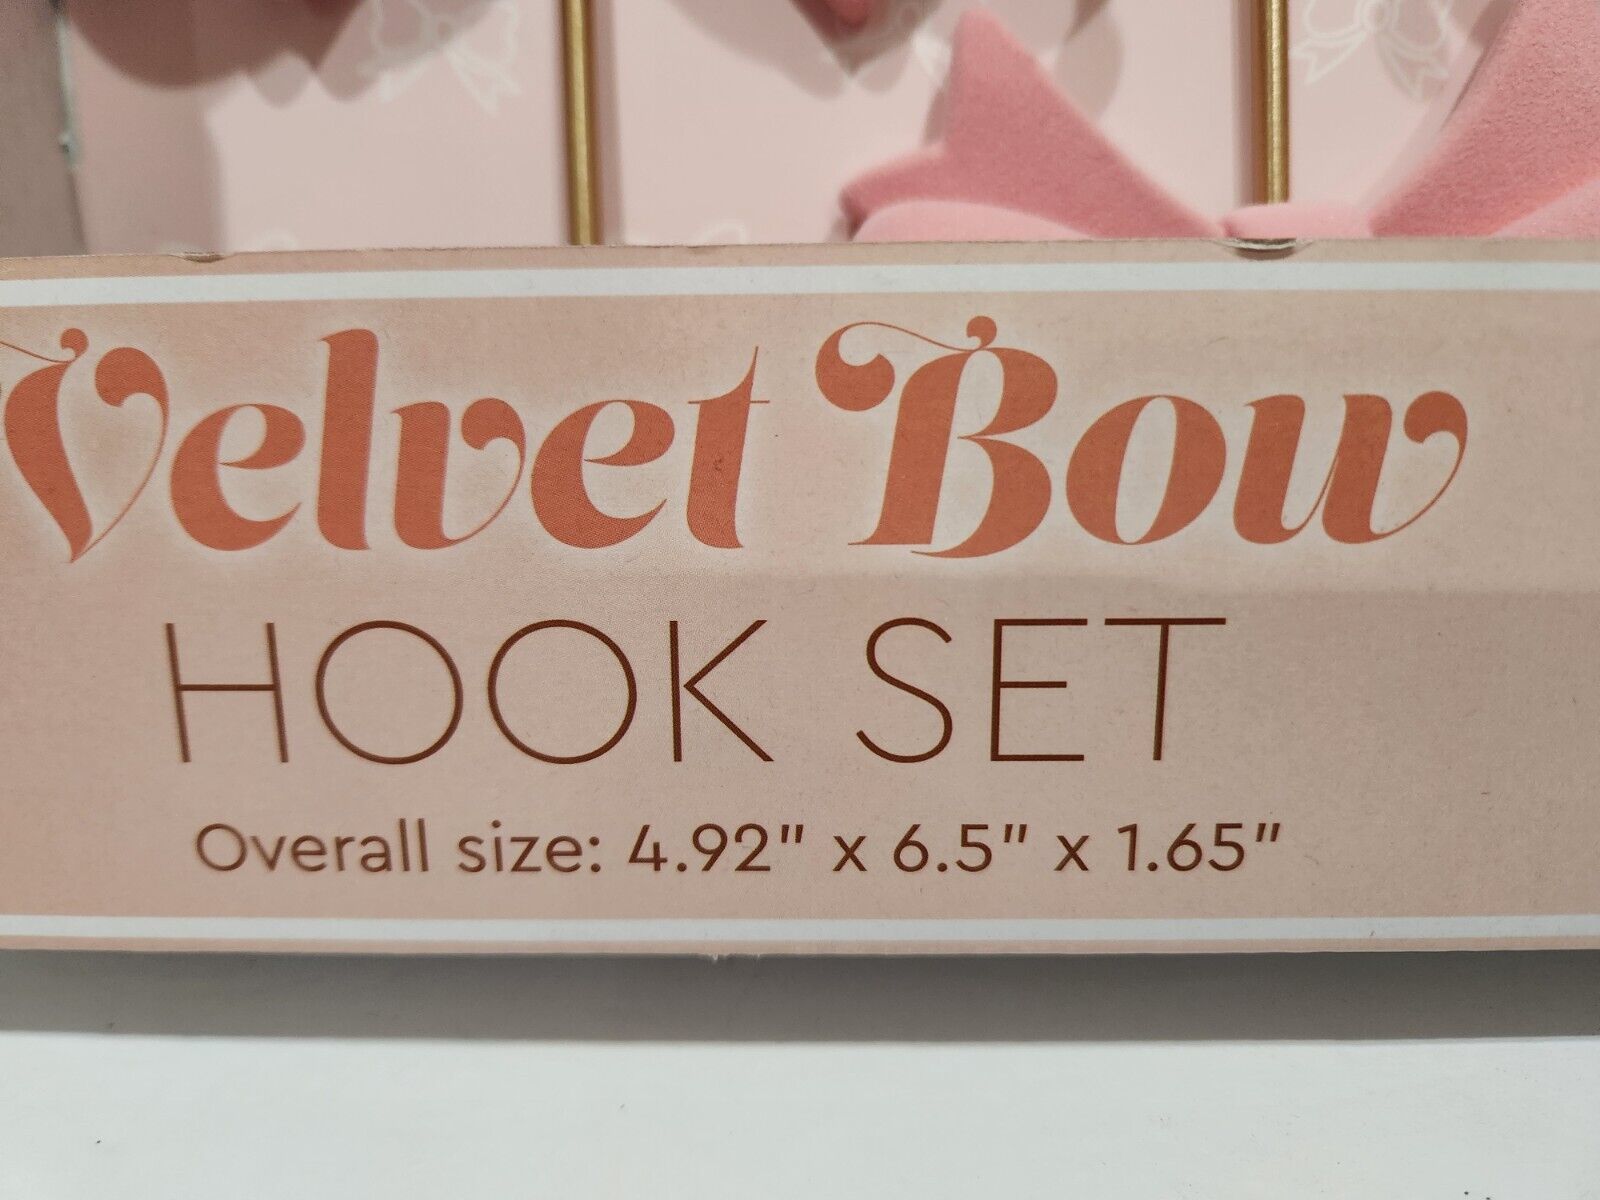 Velvet Bow
HOOK SET
Overall size: 4.92" x 6.5" x 1.65"